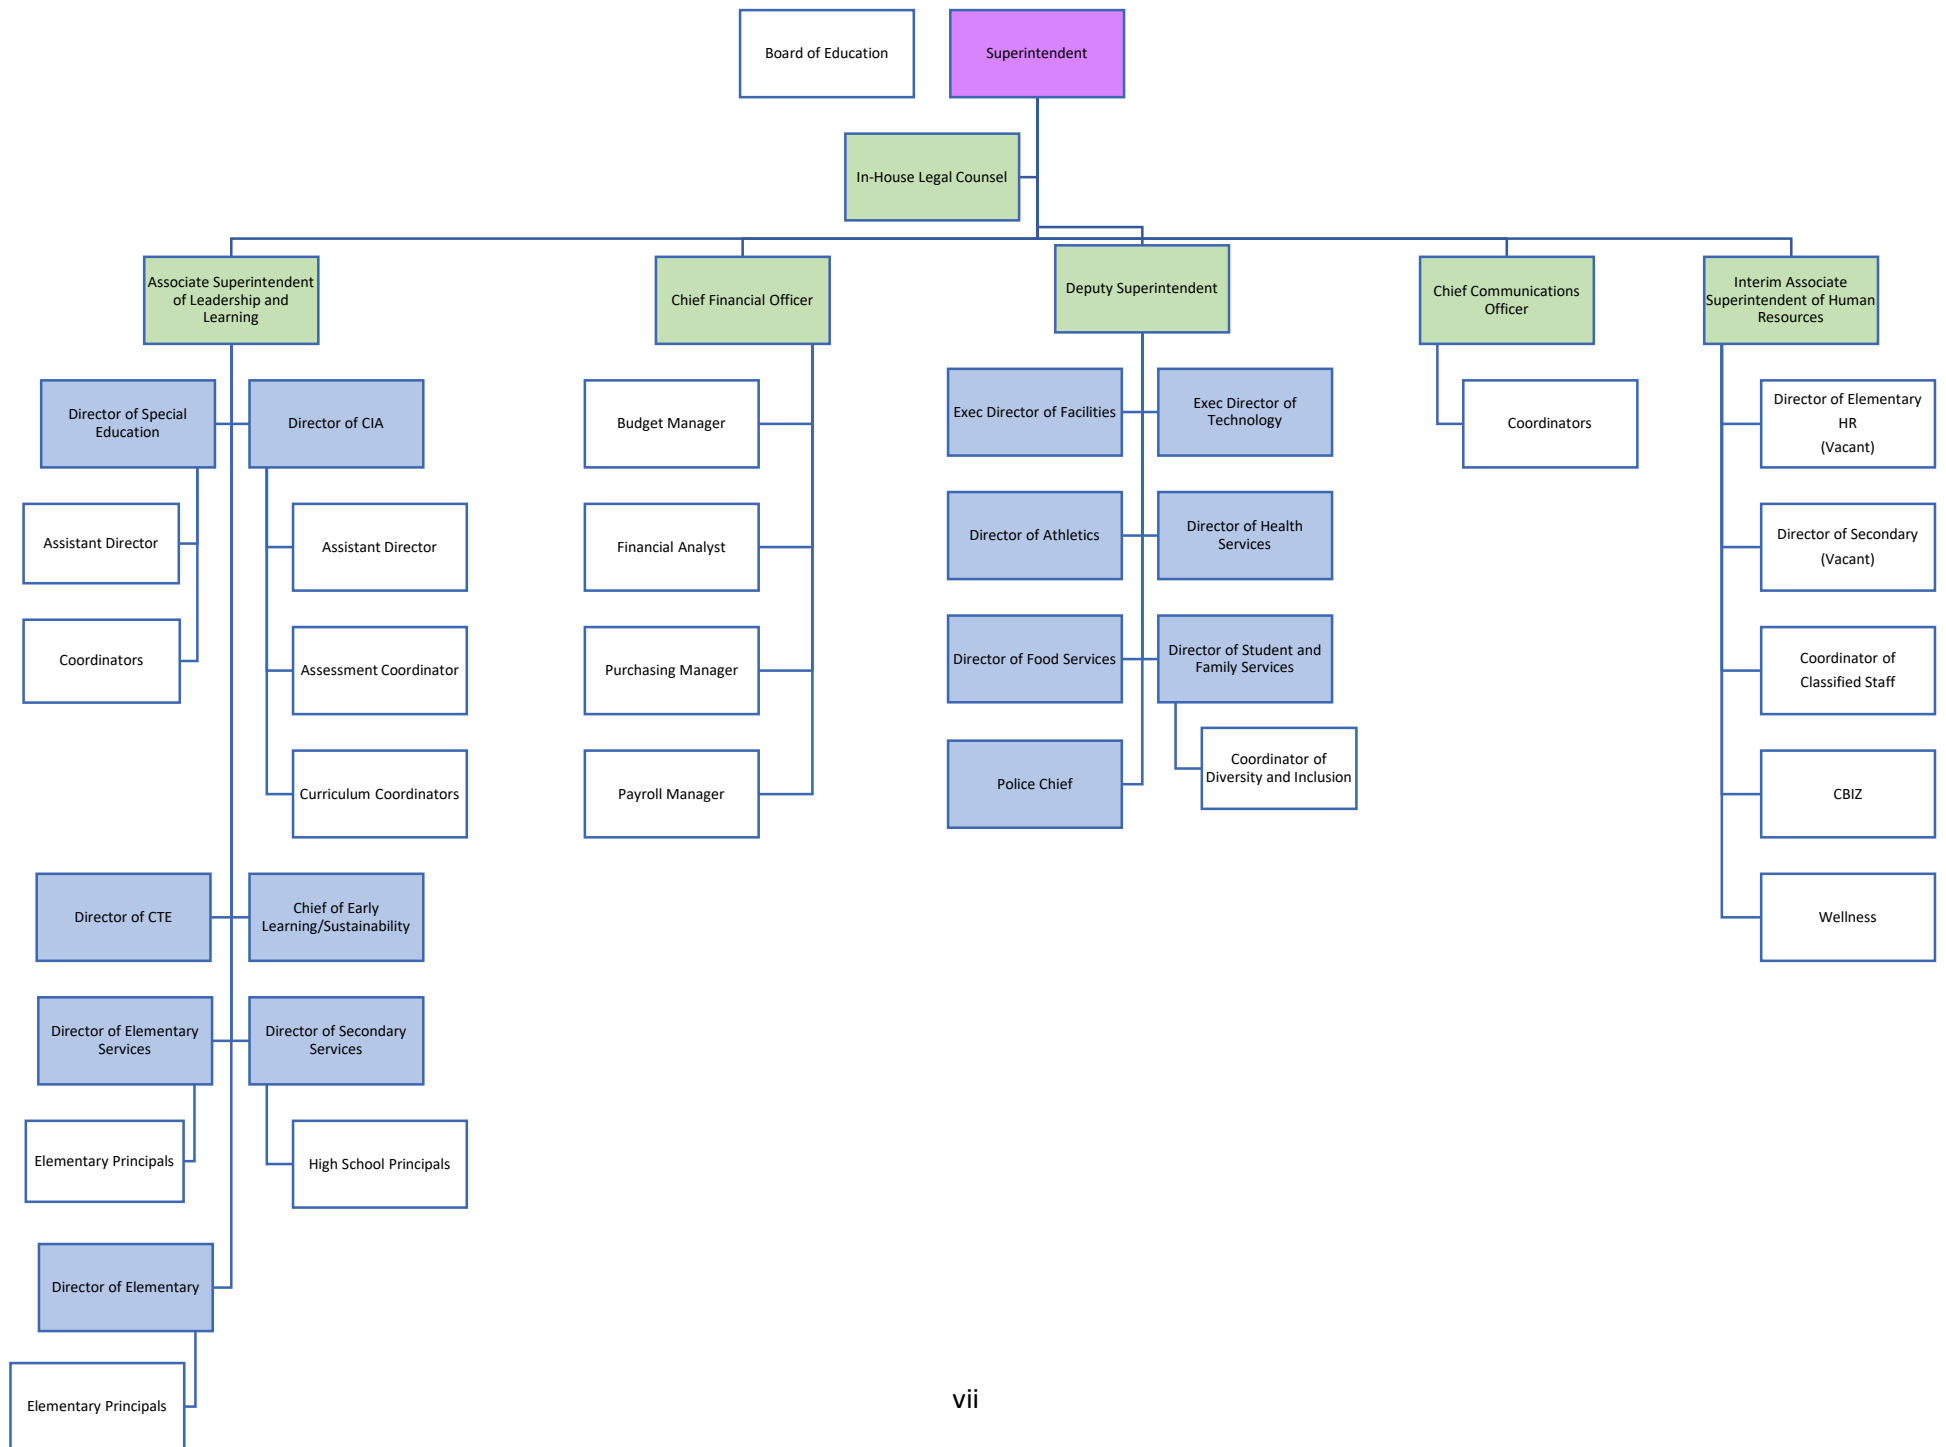 Board of Education
Superintendent
In-House Legal Counsel
Associate Superintendent
of Leadership and
Learning
Chief Financial Officer
Deputy Superintendent
Chief Communications
Officer
Interim Associate
Superintendent of Human
Resources
Director of Special
Education
Director of CIA
Budget Manager
Exec Director of Facilities
Exec Director of
Technology
Coordinators
Director of Elementary
HR
(Vacant)
Assistant Director
Assistant Director
Financial Analyst
Director of Athletics
Director of Health
Services
Director of Secondary
(Vacant)
Coordinators
Assessment Coordinator
Purchasing Manager
Director of Food Services
Director of Student and
Family Services
Coordinator of
Classified Staff
Curriculum Coordinators
Payroll Manager
Police Chief
Coordinator of
Diversity and Inclusion
CBIZ
Director of CTE
Chief of Early
Learning/Sustainability
Wellness
Director of Elementary
Services
Director of Secondary
Services
Elementary Principals
High School Principals
Director of Elementary
Elementary Principals
vii